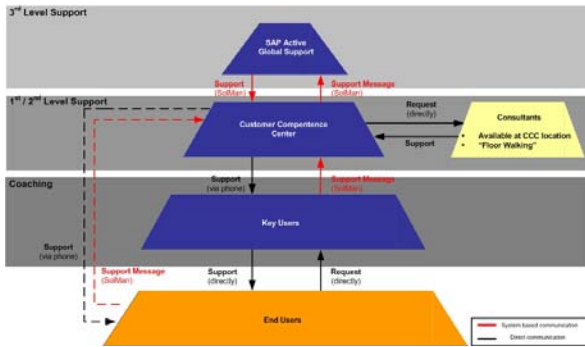 3rd Level Support
SAP Active
Global Support
Support
(SolMan)
Support Message
(SolMan)
1st / 2nd Level Support
Customer Compentence
Center
Request
(directly)
Support
Consultants
• Available at CCC location
• "Floor Walking"
Support
(via phone)
Support Message
(SolMan)
Coaching
Key Users
Support
(via phone)
Support Message
(SolMan)
Support
(directly)
Request
(directly)
End Users
System based communication
Direct communication